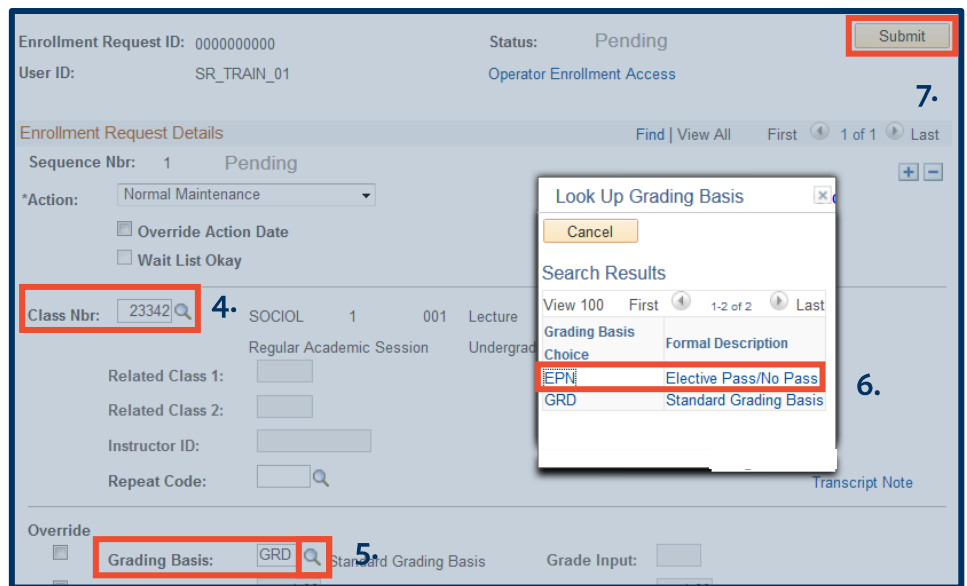 Enrollment Request ID: 0000000000 Status: Pending Submit
User ID: SR_TRAIN_01 Operator Enrollment Access
7.
Enrollment Request Details Find | View All First 1 of 1 Last
Sequence Nbr: 1 Pending
*Action: Normal Maintenance
Override Action Date
Wait List Okay
Class Nbr: 23342 4. SOCIOL 1 001 Lecture
Regular Academic Session Undergrad
Related Class 1:
Related Class 2:
Instructor ID:
Repeat Code:
Transcript Note
Override
Grading Basis: GRD 5. Standard Grading Basis Grade Input:
Look Up Grading Basis
Cancel
Search Results
View 100 First 1-2 of 2 Last
Grading Basis Choice Formal Description
EPN Elective Pass/No Pass 6.
GRD Standard Grading Basis